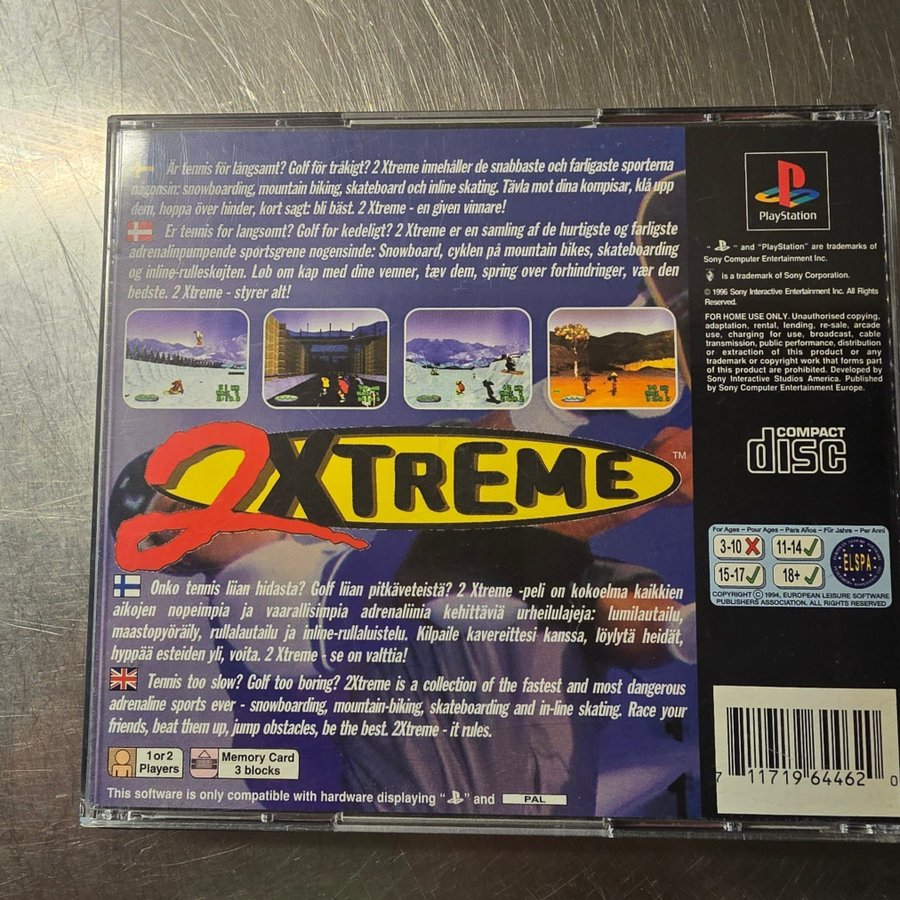 Är tennis för långsamt? Golf för tråkigt? 2 Xtreme innehåller de snabbaste och farligaste sporterna
någonsin: snowboarding, mountain biking, skateboard och inline skating. Tävla mot dina kompisar, klå upp
dem, hoppa över hinder, kort sagt: bli bäst. 2 Xtreme - en given vinnare!
Er tennis for langsomt? Golf for kedeligt? 2 Xtreme er en samling af de hurtigste og farligste
adrenalinpumpende sportsgrene nogensinde: Snowboard, cyklen på mountain bikes, skateboarding
og inline-rulleskøjten. Løb om kap med dine venner, tæv dem, spring over forhindringer, vær den
bedste. 2 Xtreme - styrer alt!
2XTREME TM
Onko tennis liian hidasta? Golf liian pitkäveteistä? 2 Xtreme -peli on kokoelma kaikkien
aikojen nopeimpia ja vaarallisimpia adrenaliinia kehittäviä urheilulajeja: lumilautailu,
maastopyöräily, rullalautailu ja inline-rullaluistelu. Kilpaile kavereittesi kanssa, löylytä heidät,
hyppää esteiden yli, voita. 2 Xtreme - se on valttia!
Tennis too slow? Golf too boring? 2Xtreme is a collection of the fastest and most dangerous
adrenaline sports ever - snowboarding, mountain-biking, skateboarding and in-line skating. Race your
friends, beat them up, jump obstacles, be the best. 2Xtreme - it rules.
1 or 2
Players
Memory Card
3 blocks
This software is only compatible with hardware displaying " " and PAL
PlayStation
" " and "PlayStation" are trademarks of
Sony Computer Entertainment Inc.
is a trademark of Sony Corporation.
© 1996 Sony Interactive Entertainment Inc. All Rights
Reserved.
FOR HOME USE ONLY. Unauthorised copying,
adaptation, rental, lending, re-sale, arcade
use, charging for use, broadcast, cable
transmission, public performance, distribution
or extraction of this product or any
trademark or copyright work that forms part
of this product are prohibited. Developed by
Sony Interactive Studios America. Published
by Sony Computer Entertainment Europe.
COMPACT
disc
For Ages - Pour Ages - Para Años - Für Jahre - Per Anni
3-10 11-14
15-17 18+
ELSPA
COPYRIGHT © 1994, EUROPEAN LEISURE SOFTWARE
PUBLISHERS ASSOCIATION. ALL RIGHTS RESERVED
7 11719 64462 0